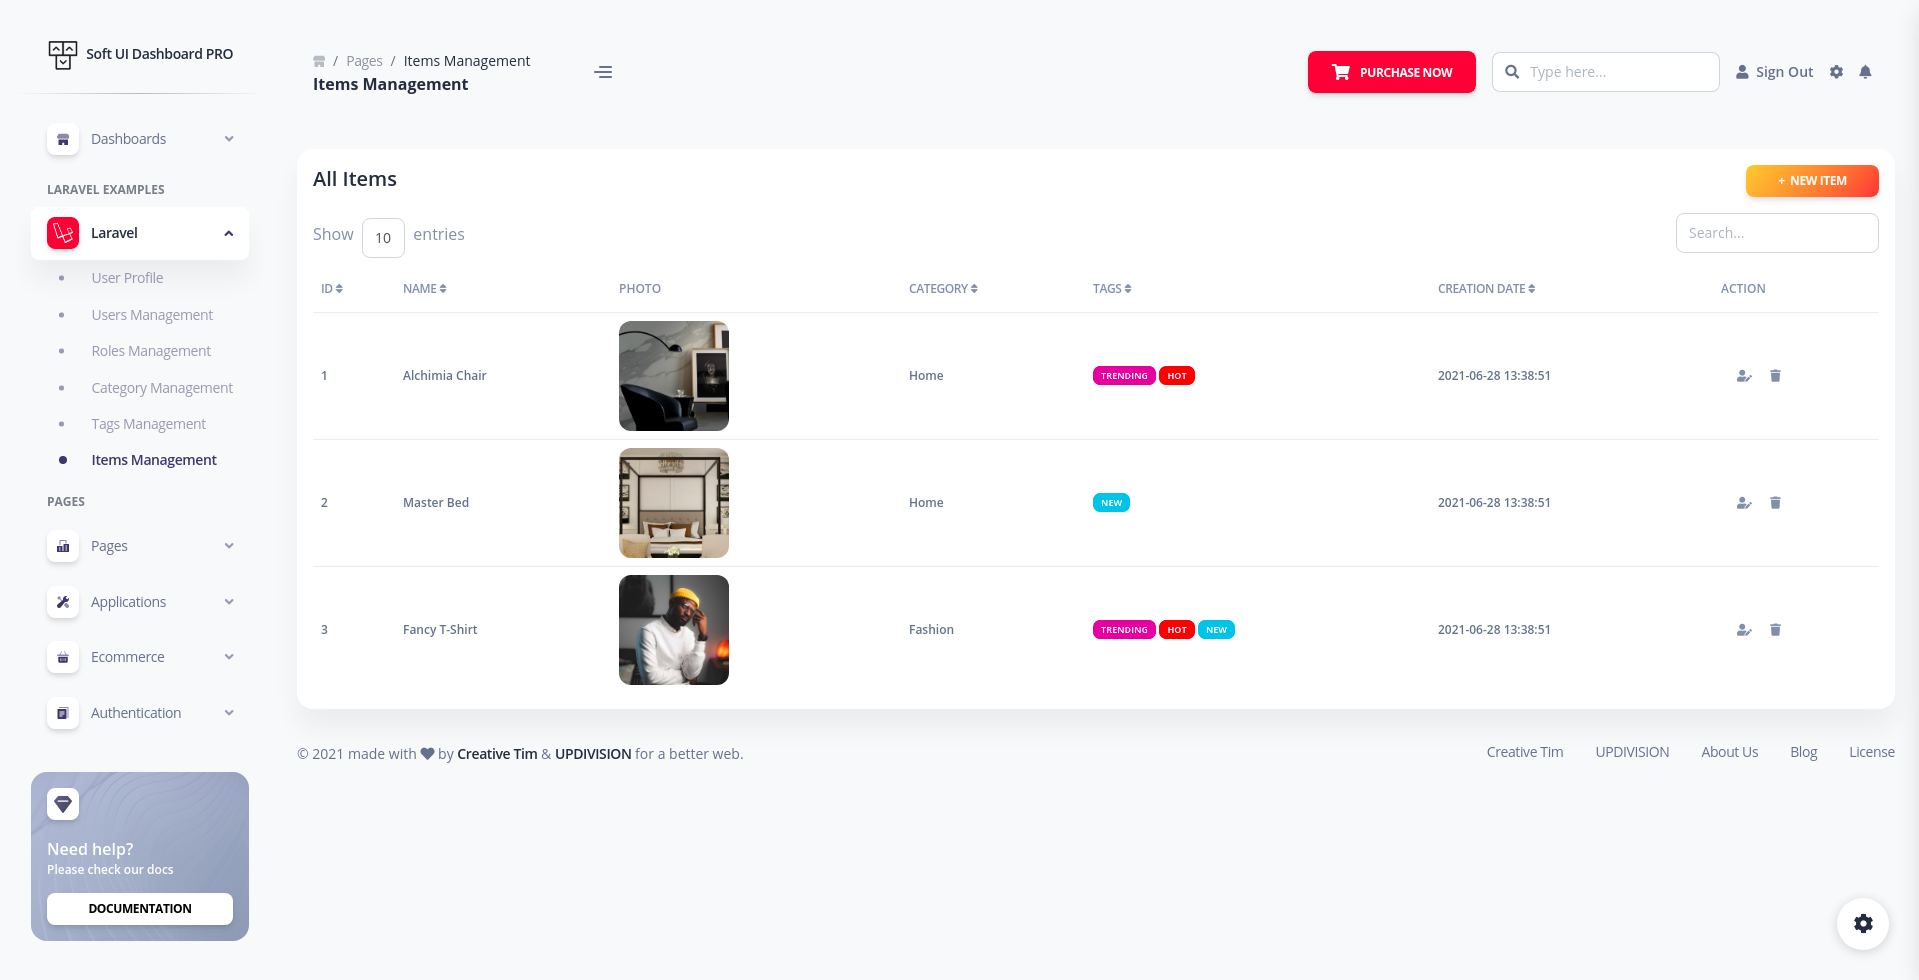 Soft UI Dashboard PRO
Dashboards
LARAVEL EXAMPLES
Laravel
User Profile
Users Management
Roles Management
Category Management
Tags Management
Items Management
PAGES
Pages
Applications
Ecommerce
Authentication
Need help?
Please check our docs
DOCUMENTATION
/ Pages / Items Management
Items Management
PURCHASE NOW
Type here...
Sign Out
All Items
+ NEW ITEM
Show 10 entries
Search...
ID NAME PHOTO CATEGORY TAGS CREATION DATE ACTION
1 Alchimia Chair Home TRENDING HOT 2021-06-28 13:38:51
2 Master Bed Home NEW 2021-06-28 13:38:51
3 Fancy T-Shirt Fashion TRENDING HOT NEW 2021-06-28 13:38:51
© 2021 made with by Creative Tim & UPDIVISION for a better web.
Creative Tim UPDIVISION About Us Blog License